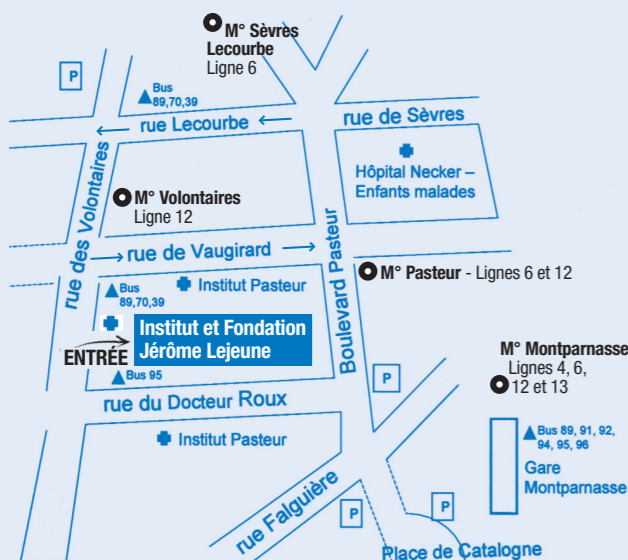 M° Sèvres
Lecourbe
Ligne 6
P
Bus
89,70,39
rue Lecourbe
rue de Sèvres
Hôpital Necker –
Enfants malades
rue des Volontaires
M° Volontaires
Ligne 12
rue de Vaugirard
Boulevard Pasteur
M° Pasteur - Lignes 6 et 12
Bus
89,70,39
Institut Pasteur
ENTRÉE
Institut et Fondation
Jérôme Lejeune
M° Montparnasse
Lignes 4, 6,
12 et 13
Bus 95
P
rue du Docteur Roux
Institut Pasteur
Bus 89, 91, 92,
94, 95, 96
Gare
Montparnasse
rue Falguière
P
P
Place de Catalogne